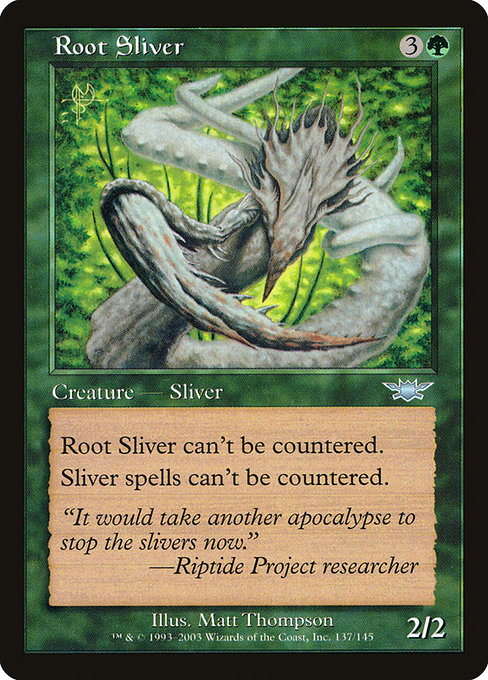 Root Sliver 3
Creature — Sliver
Root Sliver can't be countered.
Sliver spells can't be countered.
“It would take another apocalypse to
stop the slivers now.”
—Riptide Project researcher
Illus. Matt Thompson
™ & © 1993–2003 Wizards of the Coast, Inc. 137/145
2/2